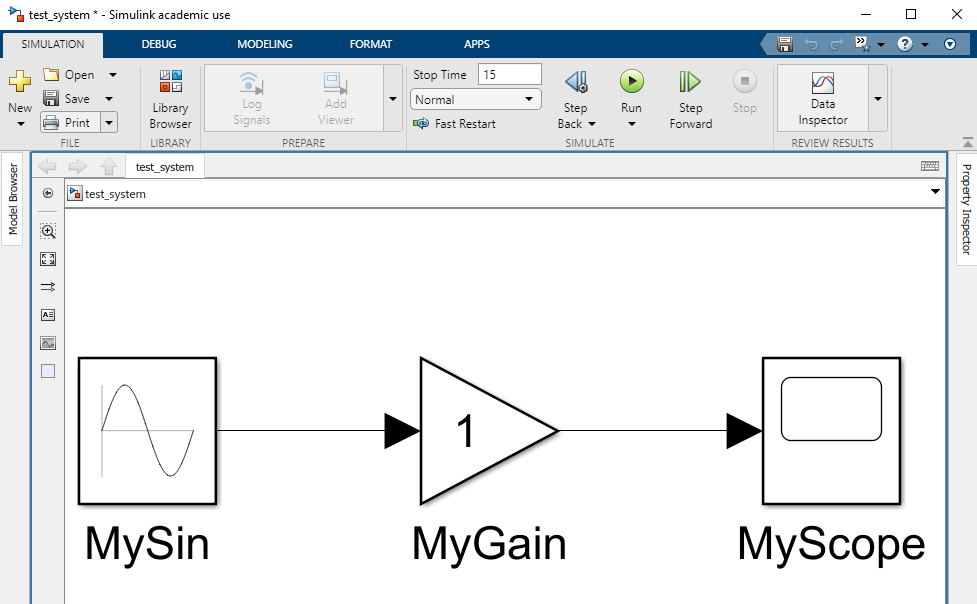 test_system * - Simulink academic use
SIMULATION DEBUG MODELING FORMAT APPS
New
Open
Save
Print
FILE
Library
Browser
LIBRARY
Log
Signals
Add
Viewer
PREPARE
Stop Time 15
Normal
Fast Restart
Step
Back
Run
Step
Forward
Stop
SIMULATE
Data
Inspector
REVIEW RESULTS
Model Browser
test_system
test_system
Property Inspector
1
MySin MyGain MyScope